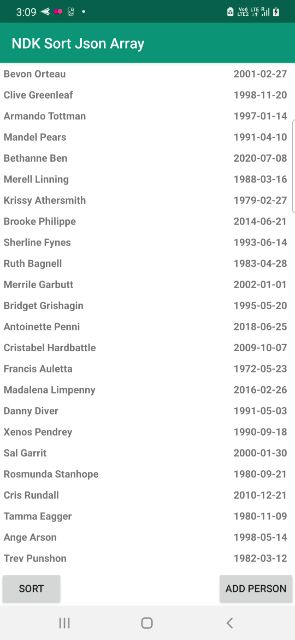 3:09
NDK Sort Json Array
Bevon Orteau 2001-02-27
Clive Greenleaf 1998-11-20
Armando Tottman 1997-01-14
Mandel Pears 1991-04-10
Bethanne Ben 2020-07-08
Merell Linning 1988-03-16
Krissy Athersmith 1979-02-27
Brooke Philippe 2014-06-21
Sherline Fynes 1993-06-14
Ruth Bagnell 1983-04-28
Merrile Garbutt 2002-01-01
Bridget Grishagin 1995-05-20
Antoinette Penni 2018-06-25
Cristabel Hardbattle 2009-10-07
Francis Auletta 1972-05-23
Madalena Limpenny 2016-02-26
Danny Diver 1991-05-03
Xenos Pendrey 1990-09-18
Sal Garrit 2000-01-30
Rosmunda Stanhope 1980-09-21
Cris Rundall 2010-12-21
Tamma Eagger 1980-11-09
Ange Arson 1998-05-14
Trev Punshon 1982-03-12
SORT ADD PERSON